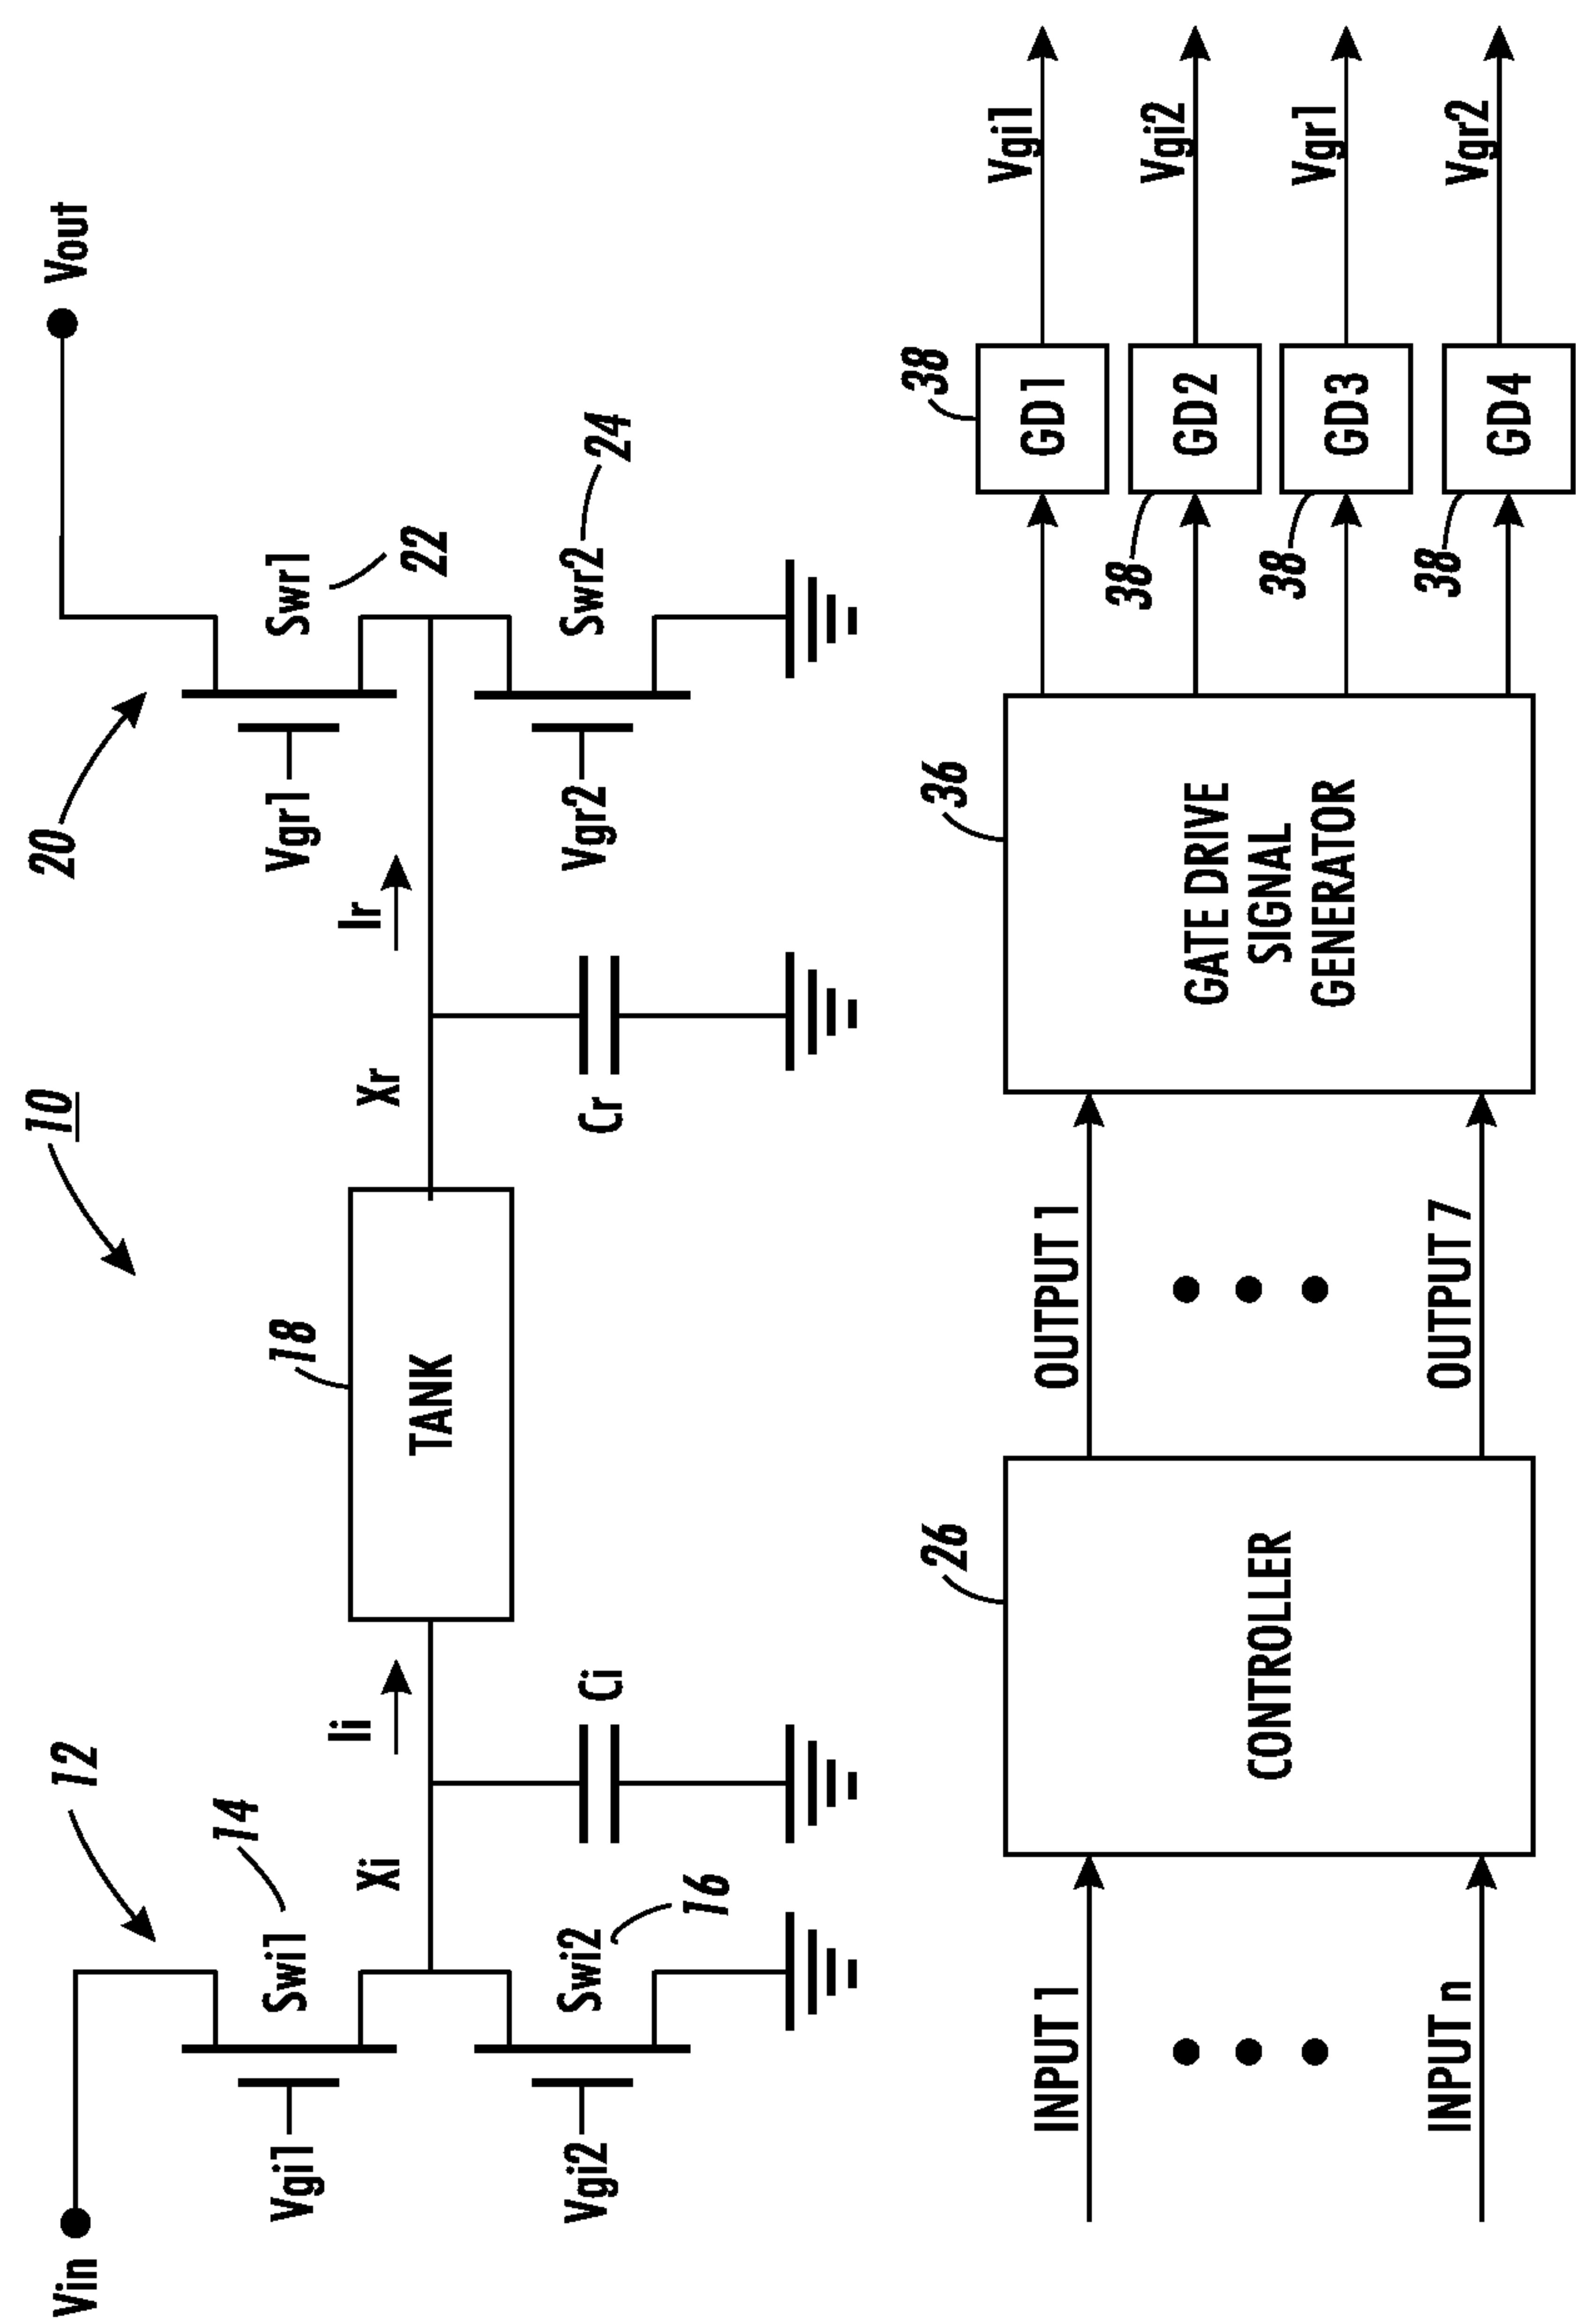 10
12
20
Vin
Vout
14
Swi1
Vgi1
Xi
Ii
Swi2
16
Vgi2
Ci
18
TANK
Xr
Ir
Cr
Vgr1
Swr1
22
Vgr2
Swr2
24
INPUT 1
INPUT n
26
CONTROLLER
OUTPUT 1
OUTPUT 7
36
GATE DRIVE
SIGNAL
GENERATOR
38
GD1
Vgi1
38
GD2
Vgi2
38
GD3
Vgr1
38
GD4
Vgr2